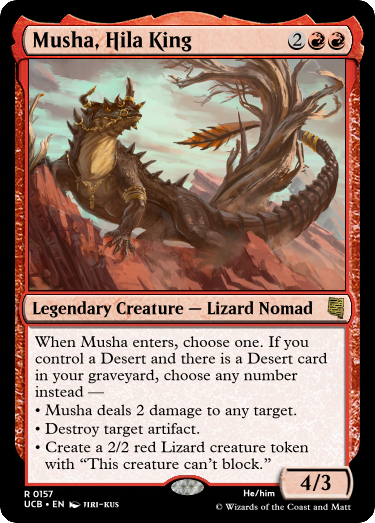 Musha, Hila King 2
Legendary Creature — Lizard Nomad
When Musha enters, choose one. If you
control a Desert and there is a Desert card
in your graveyard, choose any number
instead —
• Musha deals 2 damage to any target.
• Destroy target artifact.
• Create a 2/2 red Lizard creature token
with “This creature can’t block.”
4/3
R 0157 He/him
UCB • EN JIRI-KUS © Wizards of the Coast and Matt